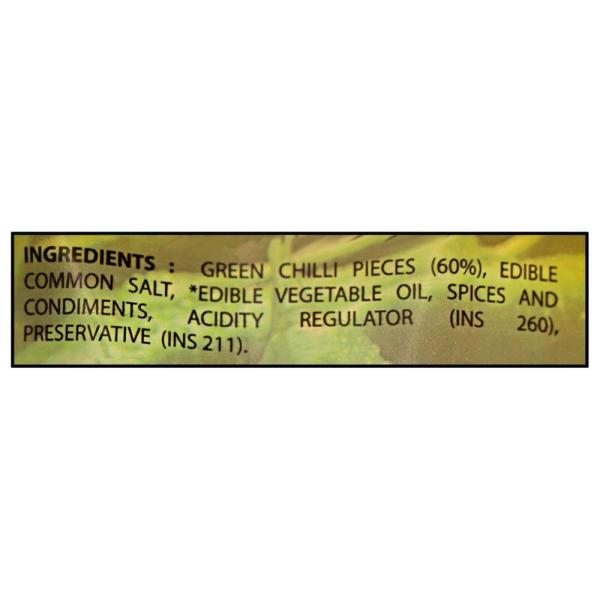 INGREDIENTS : GREEN CHILLI PIECES (60%), EDIBLE
COMMON SALT, *EDIBLE VEGETABLE OIL, SPICES AND
CONDIMENTS, ACIDITY REGULATOR (INS 260),
PRESERVATIVE (INS 211).